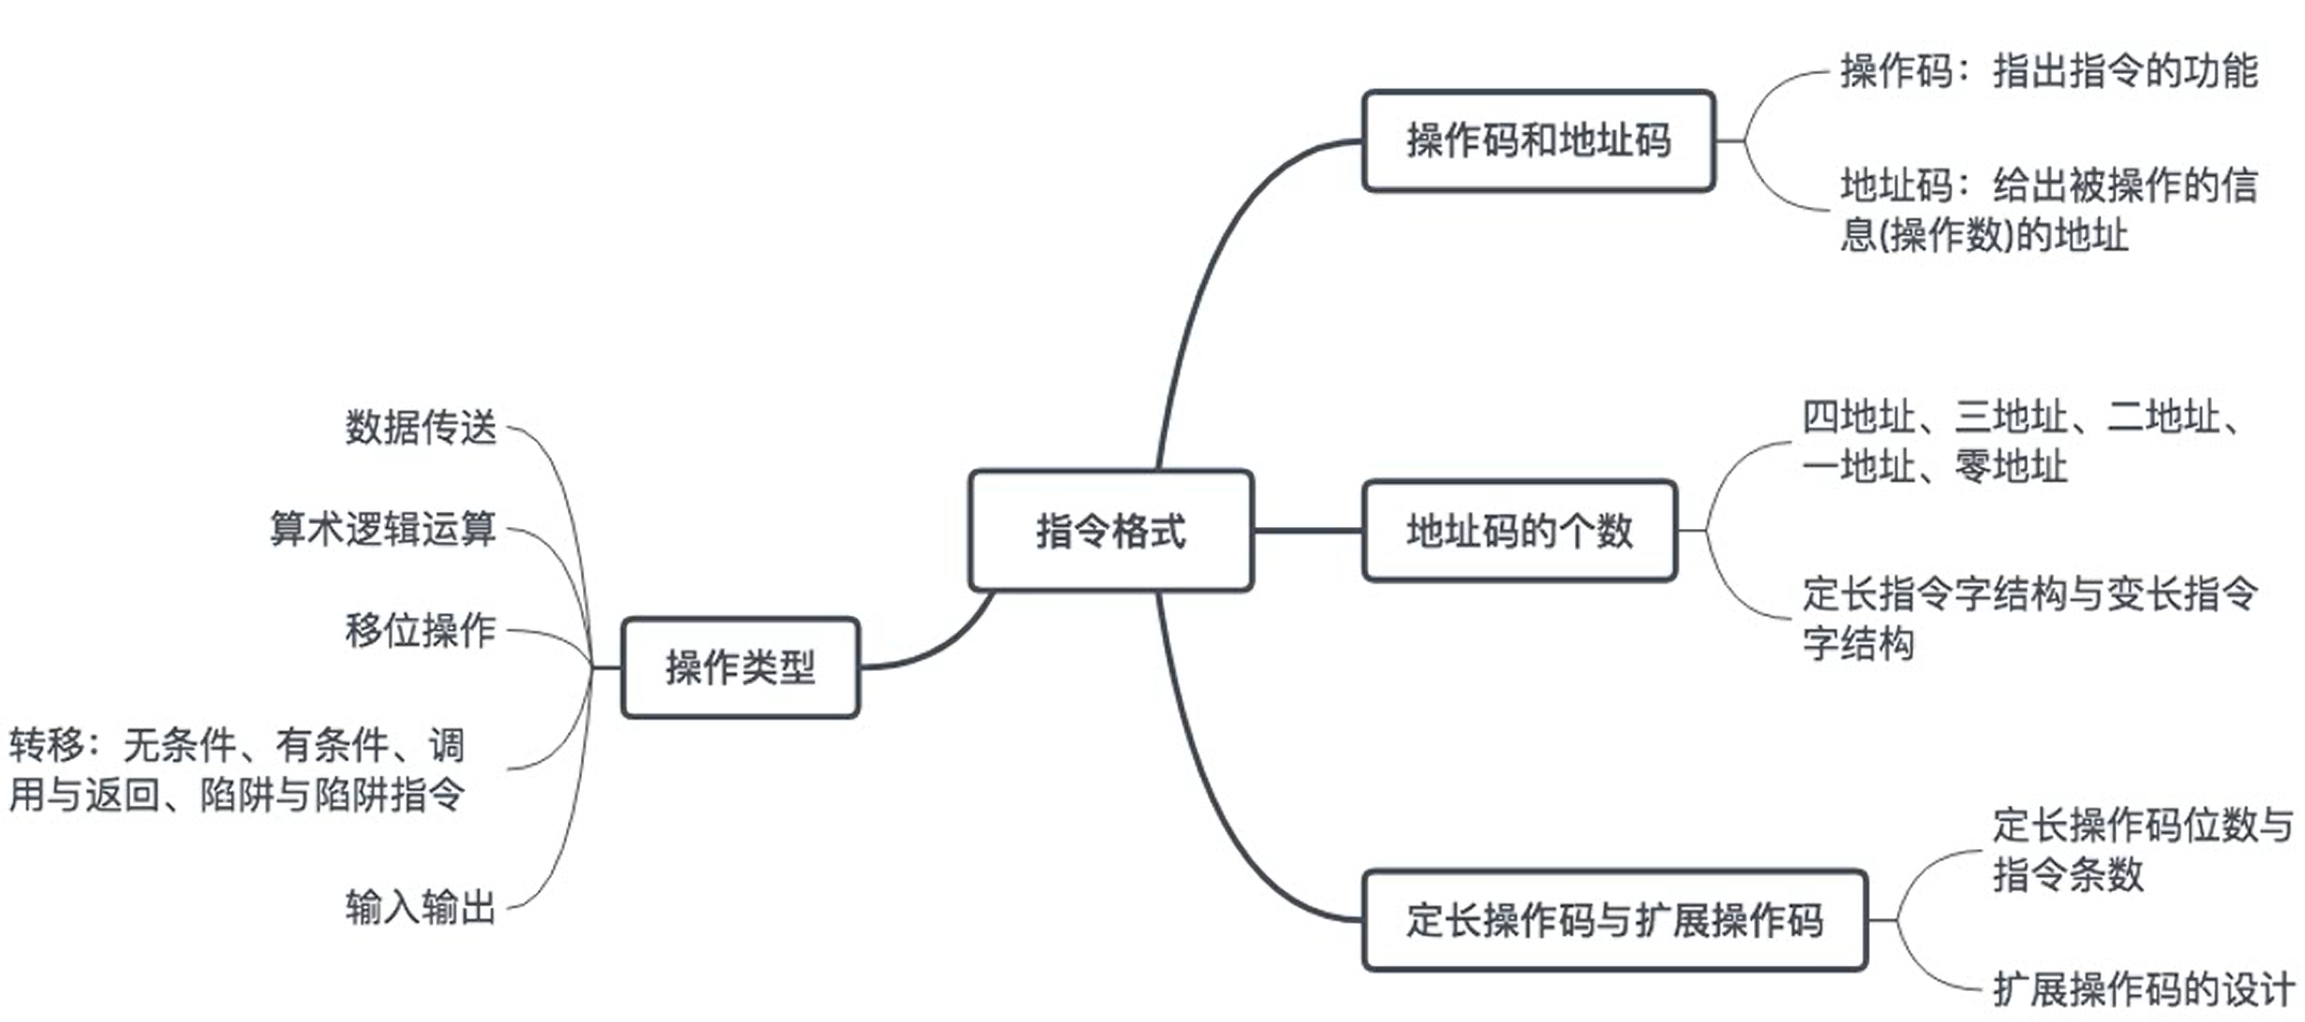 指令格式
操作码和地址码
操作码：指出指令的功能
地址码：给出被操作的信
息(操作数)的地址
地址码的个数
四地址、三地址、二地址、
一地址、零地址
定长指令字结构与变长指令
字结构
定长操作码与扩展操作码
定长操作码位数与
指令条数
扩展操作码的设计
操作类型
数据传送
算术逻辑运算
移位操作
转移：无条件、有条件、调
用与返回、陷阱与陷阱指令
输入输出